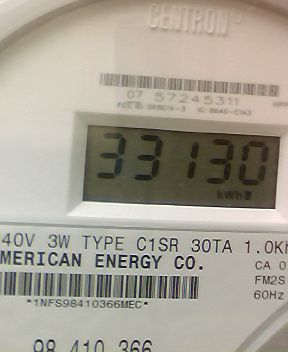 CENTRON®
07 57245311
33130
kWh
40V 3W TYPE C1SR 30TA 1.0K
MERICAN ENERGY CO.
CA 0
FM2S
60Hz
*1NFS98410366MEC*
98 410 366